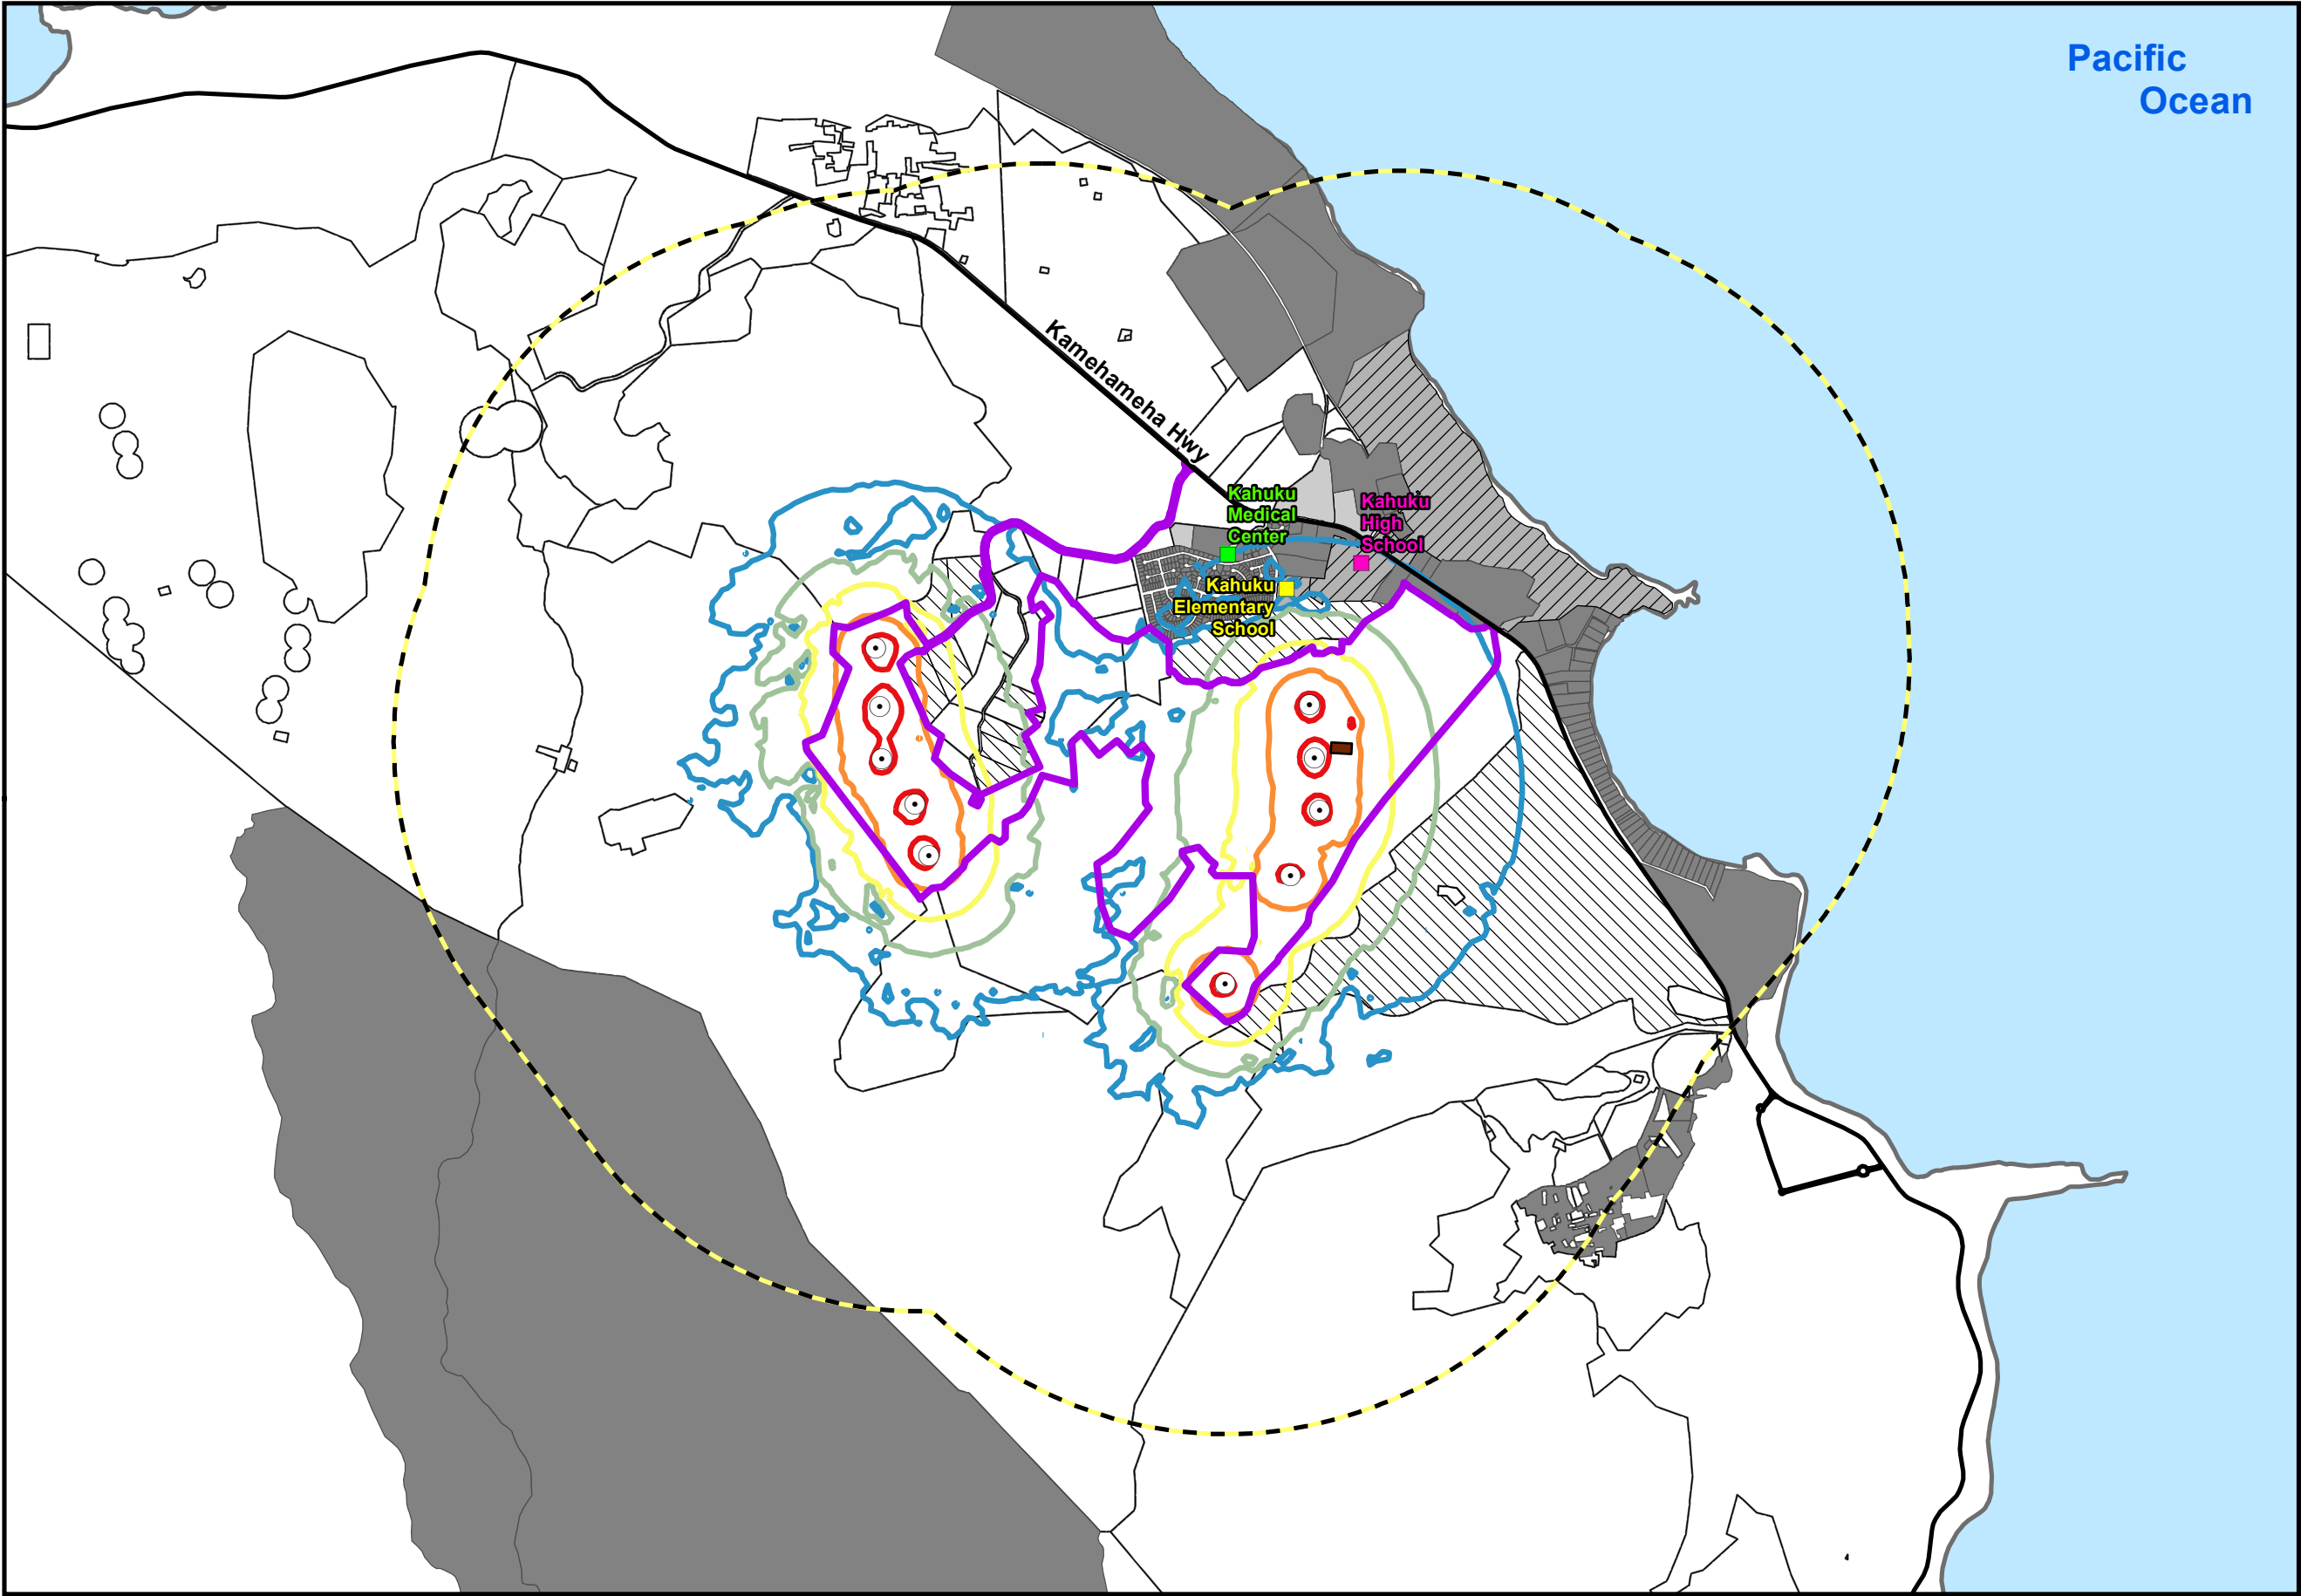 Pacific
Ocean
Kamehameha Hwy
Kahuku
Medical
Center
Kahuku
High
School
Kahuku
Elementary
School